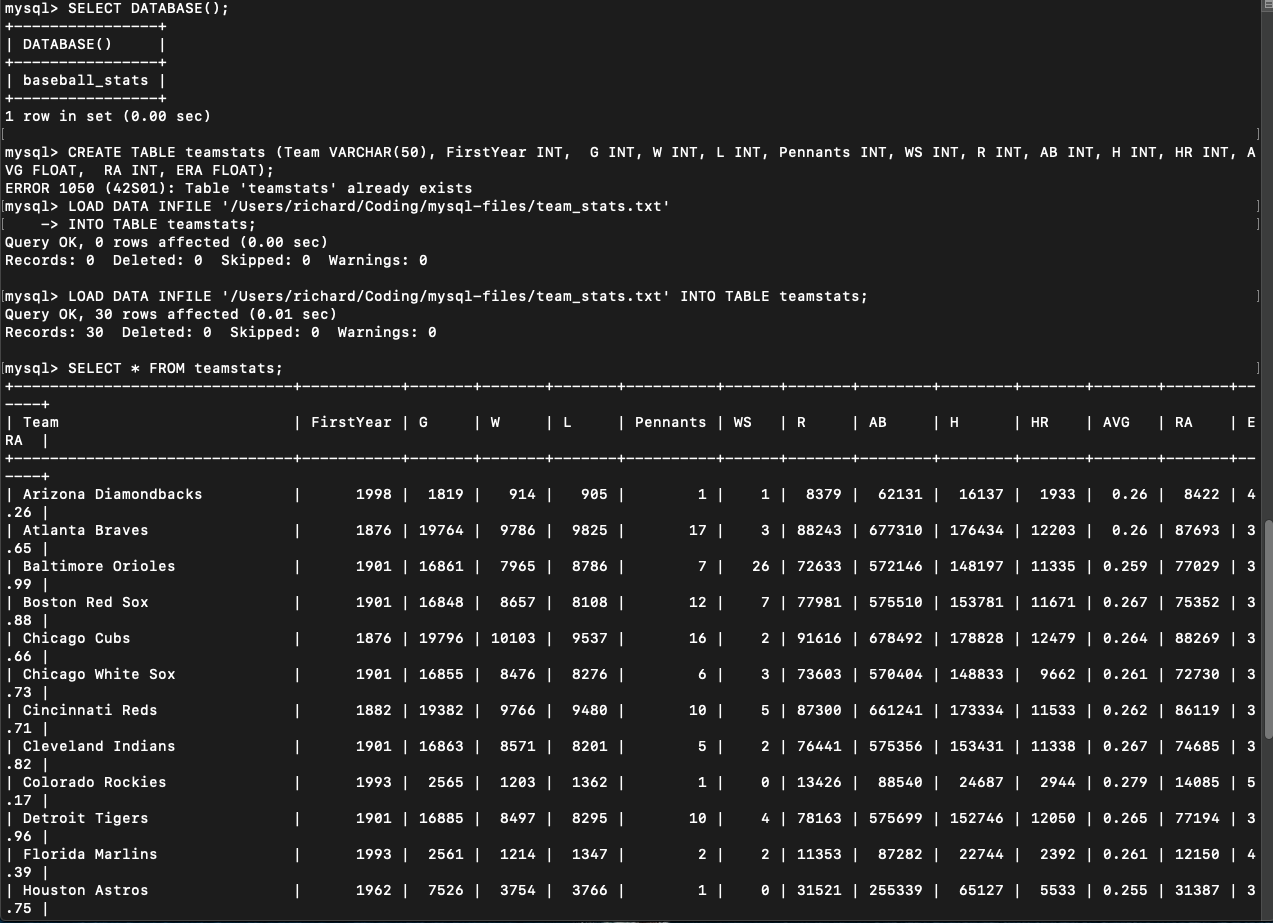 mysql> SELECT DATABASE();
+----------------+
| DATABASE()     |
+----------------+
| baseball_stats |
+----------------+
1 row in set (0.00 sec)
[ ]
mysql> CREATE TABLE teamstats (Team VARCHAR(50), FirstYear INT,  G INT, W INT, L INT, Pennants INT, WS INT, R INT, AB INT, H INT, HR INT, A
VG FLOAT,  RA INT, ERA FLOAT);
ERROR 1050 (42S01): Table 'teamstats' already exists
[mysql> LOAD DATA INFILE '/Users/richard/Coding/mysql-files/team_stats.txt' ]
[    -> INTO TABLE teamstats; ]
Query OK, 0 rows affected (0.00 sec)
Records: 0  Deleted: 0  Skipped: 0  Warnings: 0
[mysql> LOAD DATA INFILE '/Users/richard/Coding/mysql-files/team_stats.txt' INTO TABLE teamstats; ]
Query OK, 30 rows affected (0.01 sec)
Records: 30  Deleted: 0  Skipped: 0  Warnings: 0
[mysql> SELECT * FROM teamstats; ]
+-------------------------------+-----------+-------+-------+-------+----------+------+-------+--------+--------+-------+-------+-------+--
----+
| Team                          | FirstYear | G     | W     | L     | Pennants | WS   | R     | AB     | H      | HR    | AVG   | RA    | E
RA  |
+-------------------------------+-----------+-------+-------+-------+----------+------+-------+--------+--------+-------+-------+-------+--
----+
| Arizona Diamondbacks          |      1998 |  1819 |   914 |   905 |        1 |    1 |  8379 |  62131 |  16137 |  1933 |  0.26 |  8422 | 4
.26 |
| Atlanta Braves                |      1876 | 19764 |  9786 |  9825 |       17 |    3 | 88243 | 677310 | 176434 | 12203 |  0.26 | 87693 | 3
.65 |
| Baltimore Orioles             |      1901 | 16861 |  7965 |  8786 |        7 |   26 | 72633 | 572146 | 148197 | 11335 | 0.259 | 77029 | 3
.99 |
| Boston Red Sox                |      1901 | 16848 |  8657 |  8108 |       12 |    7 | 77981 | 575510 | 153781 | 11671 | 0.267 | 75352 | 3
.88 |
| Chicago Cubs                  |      1876 | 19796 | 10103 |  9537 |       16 |    2 | 91616 | 678492 | 178828 | 12479 | 0.264 | 88269 | 3
.66 |
| Chicago White Sox             |      1901 | 16855 |  8476 |  8276 |        6 |    3 | 73603 | 570404 | 148833 |  9662 | 0.261 | 72730 | 3
.73 |
| Cincinnati Reds               |      1882 | 19382 |  9766 |  9480 |       10 |    5 | 87300 | 661241 | 173334 | 11533 | 0.262 | 86119 | 3
.71 |
| Cleveland Indians             |      1901 | 16863 |  8571 |  8201 |        5 |    2 | 76441 | 575356 | 153431 | 11338 | 0.267 | 74685 | 3
.82 |
| Colorado Rockies              |      1993 |  2565 |  1203 |  1362 |        1 |    0 | 13426 |  88540 |  24687 |  2944 | 0.279 | 14085 | 5
.17 |
| Detroit Tigers                |      1901 | 16885 |  8497 |  8295 |       10 |    4 | 78163 | 575699 | 152746 | 12050 | 0.265 | 77194 | 3
.96 |
| Florida Marlins               |      1993 |  2561 |  1214 |  1347 |        2 |    2 | 11353 |  87282 |  22744 |  2392 | 0.261 | 12150 | 4
.39 |
| Houston Astros                |      1962 |  7526 |  3754 |  3766 |        1 |    0 | 31521 | 255339 |  65127 |  5533 | 0.255 | 31387 | 3
.75 |